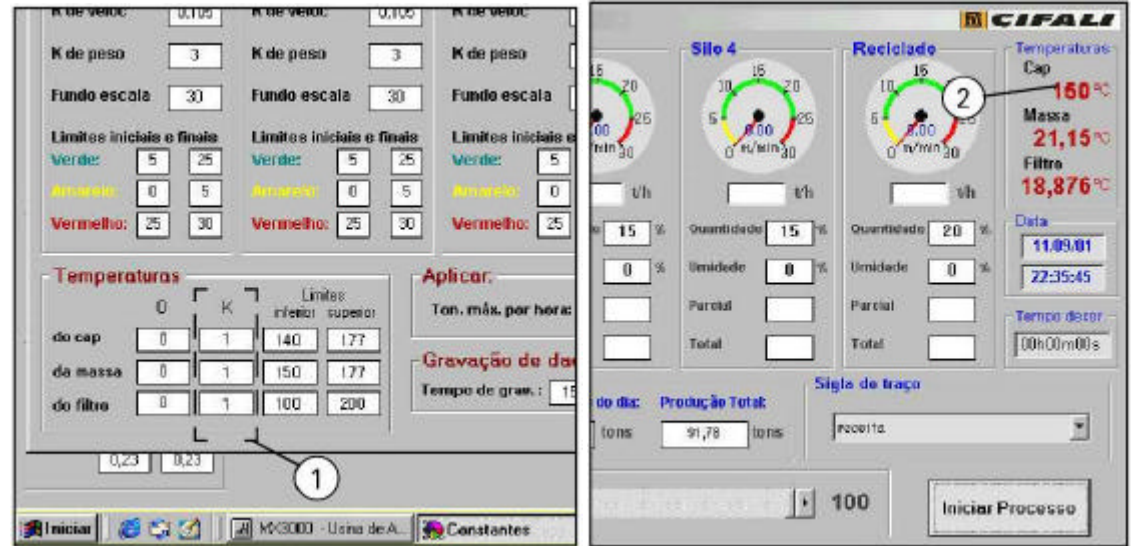 K de veloc 0,105 K de veloc 0,105 K de veloc
K de peso 3 K de peso 3 K de peso
Fundo escala 30 Fundo escala 30 Fundo escala
Limites iniciais e finais Limites iniciais e finais Limites iniciais e
Verde: 5 25 Verde: 5 25 Verde: 5
Amarelo: 0 5 Amarelo: 0 5 Amarelo: 0
Vermelho: 25 30 Vermelho: 25 30 Vermelho: 25
Temperaturas
Limites
0 K inferior superior
do cap 0 1 140 177
da massa 0 1 150 177
do filtro 0 1 100 200
Aplicar:
Ton. máx. por hora:
Gravação de da
Tempo de grav.: 15
0,23 0,23
1
Iniciar MX3000 - Usina de A... Constantes
CIFALI
Silo 4 Reciclado Temperaturas
Cap
150 °C
Massa
21,15 °C
Filtro
18,876 °C
2
15 20 25 30
0 5 10 15 20 25 30
0,00
m/min
0 5 10 15 20 25 30
0,00
m/min
t/h t/h t/h
15 % Quantidade 15 % Quantidade 20 %
0 % Umidade 0 % Umidade 0 %
Parcial Parcial
Total Total
Data
11/09/01
22:35:45
Tempo decor.
00h00m00s
do dia: Produção Total:
tons 91,78 tons
Sigla do traço
receita
100
Iniciar Processo